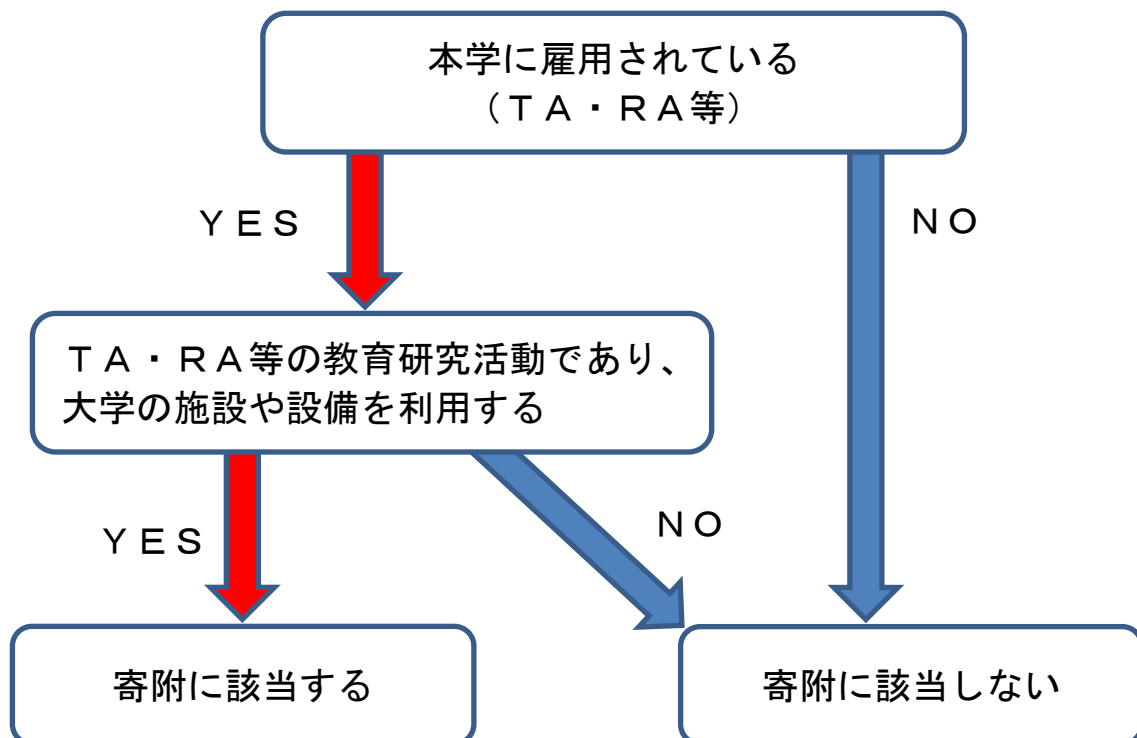 本学に雇用されている
（ＴＡ・ＲＡ等）
ＹＥＳ
ＮＯ
ＴＡ・ＲＡ等の教育研究活動であり、
大学の施設や設備を利用する
ＹＥＳ
ＮＯ
寄附に該当する
寄附に該当しない